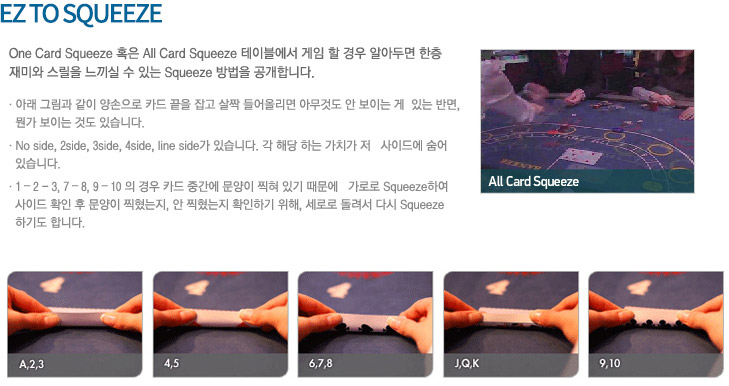 EZ TO SQUEEZE
One Card Squeeze 혹은 All Card Squeeze 테이블에서 게임 할 경우 알아두면 한층
재미와 스릴을 느끼실 수 있는 Squeeze 방법을 공개합니다.
· 아래 그림과 같이 양손으로 카드 끝을 잡고 살짝 들어올리면 아무것도 안 보이는 게 있는 반면,
뭔가 보이는 것도 있습니다.
· No side, 2side, 3side, 4side, line side가 있습니다. 각 해당 하는 가치가 저 사이드에 숨어
있습니다.
· 1 – 2 – 3, 7 – 8, 9 – 10 의 경우 카드 중간에 문양이 찍혀 있기 때문에 가로로 Squeeze하여
사이드 확인 후 문양이 찍혔는지, 안 찍혔는지 확인하기 위해, 세로로 돌려서 다시 Squeeze
하기도 합니다.
All Card Squeeze
A,2,3
4,5
6,7,8
J,Q,K
9,10